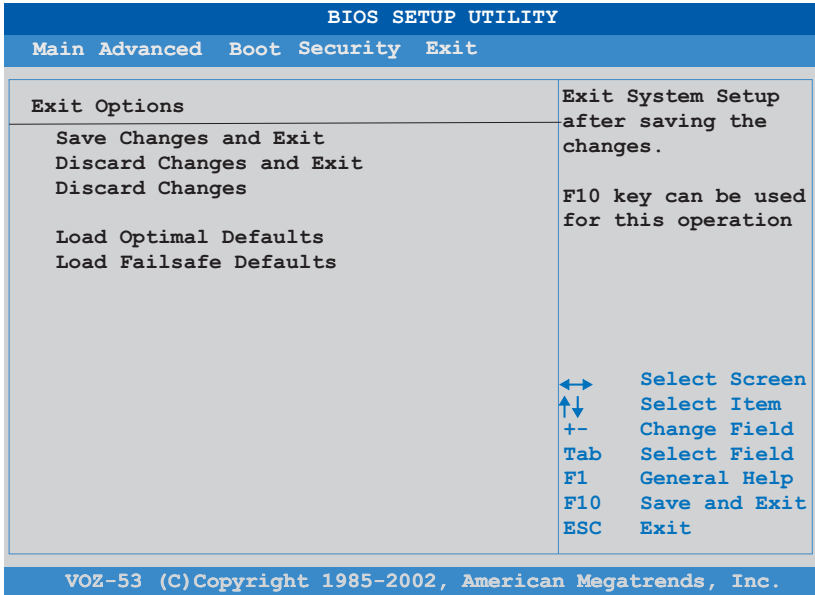 BIOS SETUP UTILITY
Main Advanced Boot Security Exit
Exit Options
Save Changes and Exit
Discard Changes and Exit
Discard Changes
Load Optimal Defaults
Load Failsafe Defaults
Exit System Setup
after saving the
changes.
F10 key can be used
for this operation
↔ Select Screen
↑↓ Select Item
+- Change Field
Tab Select Field
F1 General Help
F10 Save and Exit
ESC Exit
VOZ-53 (C)Copyright 1985-2002, American Megatrends, Inc.